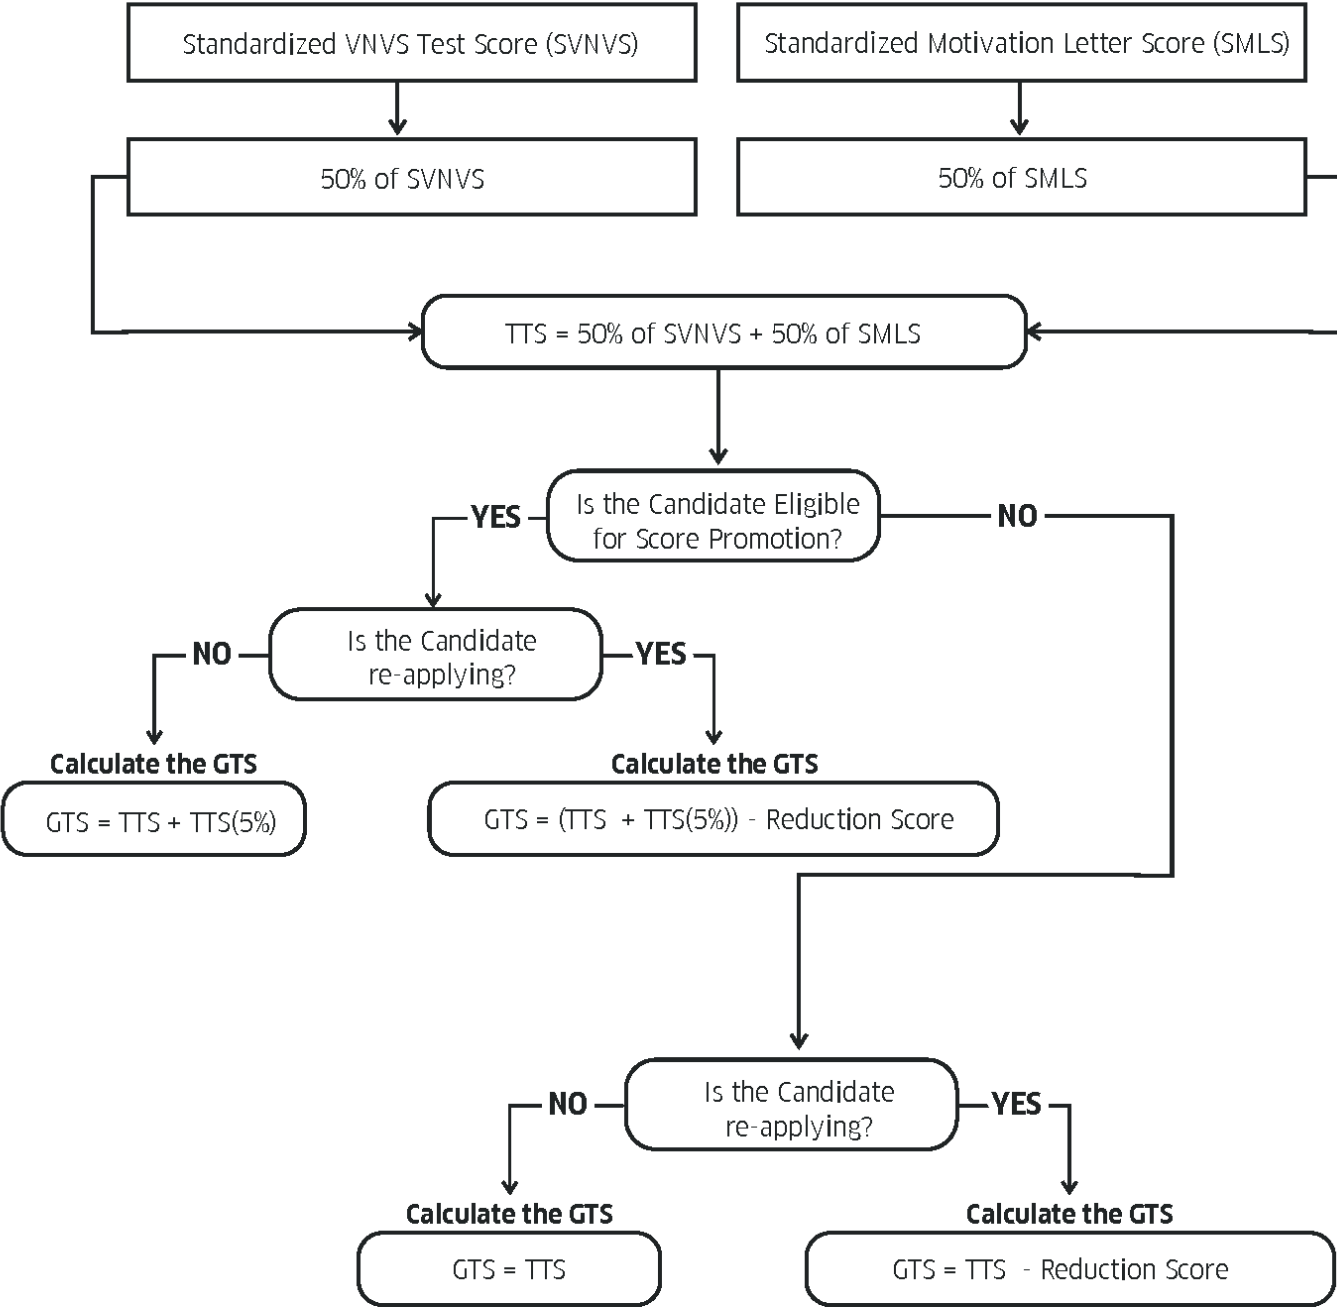 Standardized VNVS Test Score (SVNVS)
Standardized Motivation Letter Score (SMLS)
50% of SVNVS
50% of SMLS
TTS = 50% of SVNVS + 50% of SMLS
Is the Candidate Eligible
for Score Promotion?
YES
NO
Is the Candidate
re-applying?
NO
YES
Calculate the GTS
GTS = TTS + TTS(5%)
Calculate the GTS
GTS = (TTS + TTS(5%)) - Reduction Score
Is the Candidate
re-applying?
NO
YES
Calculate the GTS
GTS = TTS
Calculate the GTS
GTS = TTS - Reduction Score